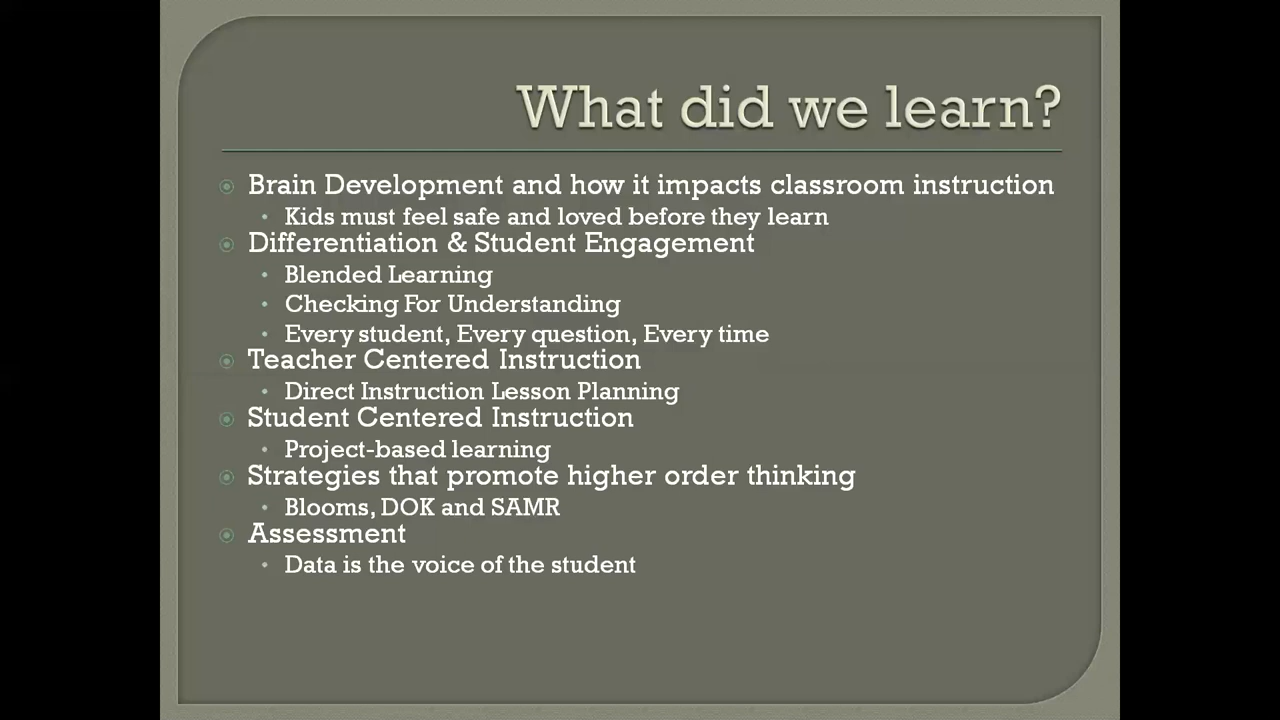 What did we learn?
Brain Development and how it impacts classroom instruction
Kids must feel safe and loved before they learn
Differentiation & Student Engagement
Blended Learning
Checking For Understanding
Every student, Every question, Every time
Teacher Centered Instruction
Direct Instruction Lesson Planning
Student Centered Instruction
Project-based learning
Strategies that promote higher order thinking
Blooms, DOK and SAMR
Assessment
Data is the voice of the student